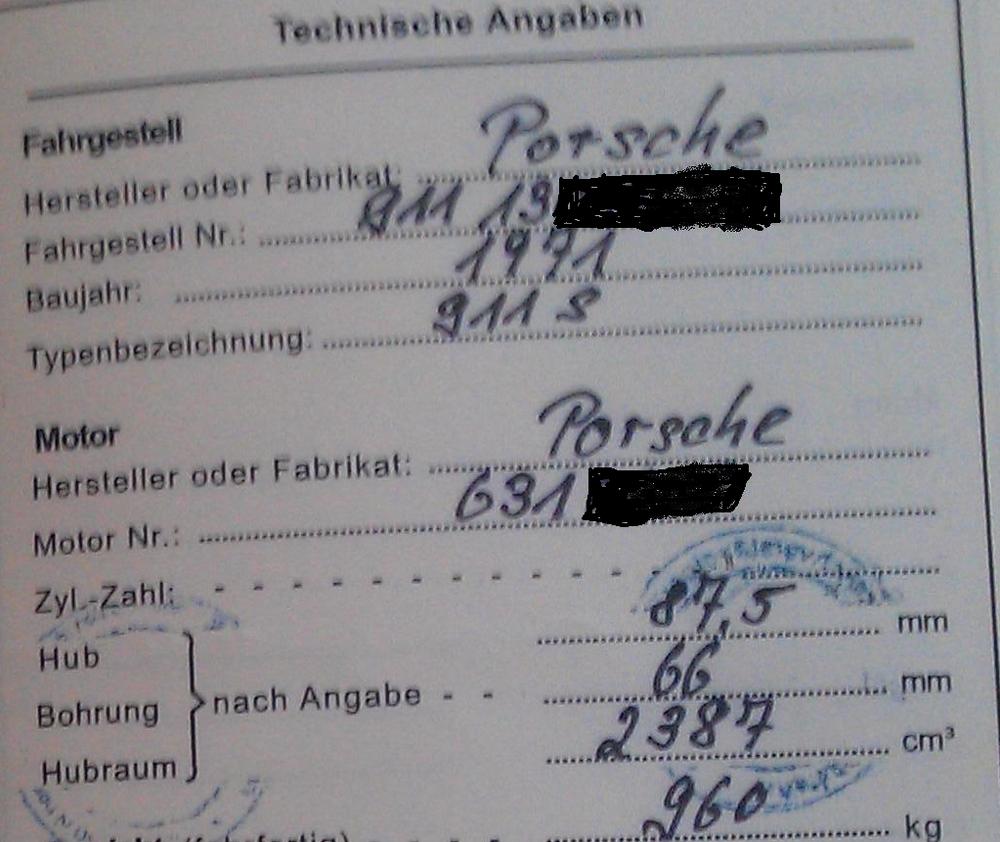 Technische Angaben
Fahrgestell
Hersteller oder Fabrikat: Porsche
Fahrgestell Nr.: 911 13
Baujahr: 1971
Typenbezeichnung: 911 S
Motor
Hersteller oder Fabrikat: Porsche
Motor Nr.: 631
Zyl.-Zahl:
Hub 87,5 mm
Bohrung nach Angabe 66 mm
Hubraum 2387 cm³
960 kg